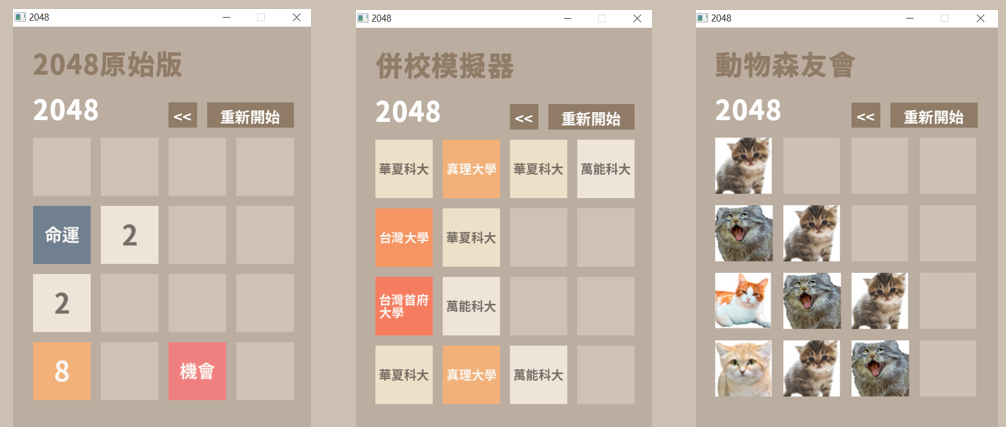 2048
2048原始版
2048
<<
重新開始
命運
2
2
8
機會
2048
併校模擬器
2048
<<
重新開始
華夏科大
真理大學
華夏科大
萬能科大
台灣大學
華夏科大
台灣首府
大學
萬能科大
華夏科大
真理大學
萬能科大
2048
動物森友會
2048
<<
重新開始